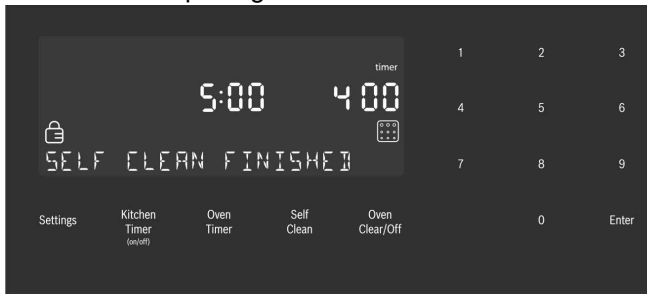 timer
5:00 400
SELF CLEAN FINISHED
1 2 3
4 5 6
7 8 9
0 Enter
Settings
Kitchen Timer (on/off)
Oven Timer
Self Clean
Oven Clear/Off